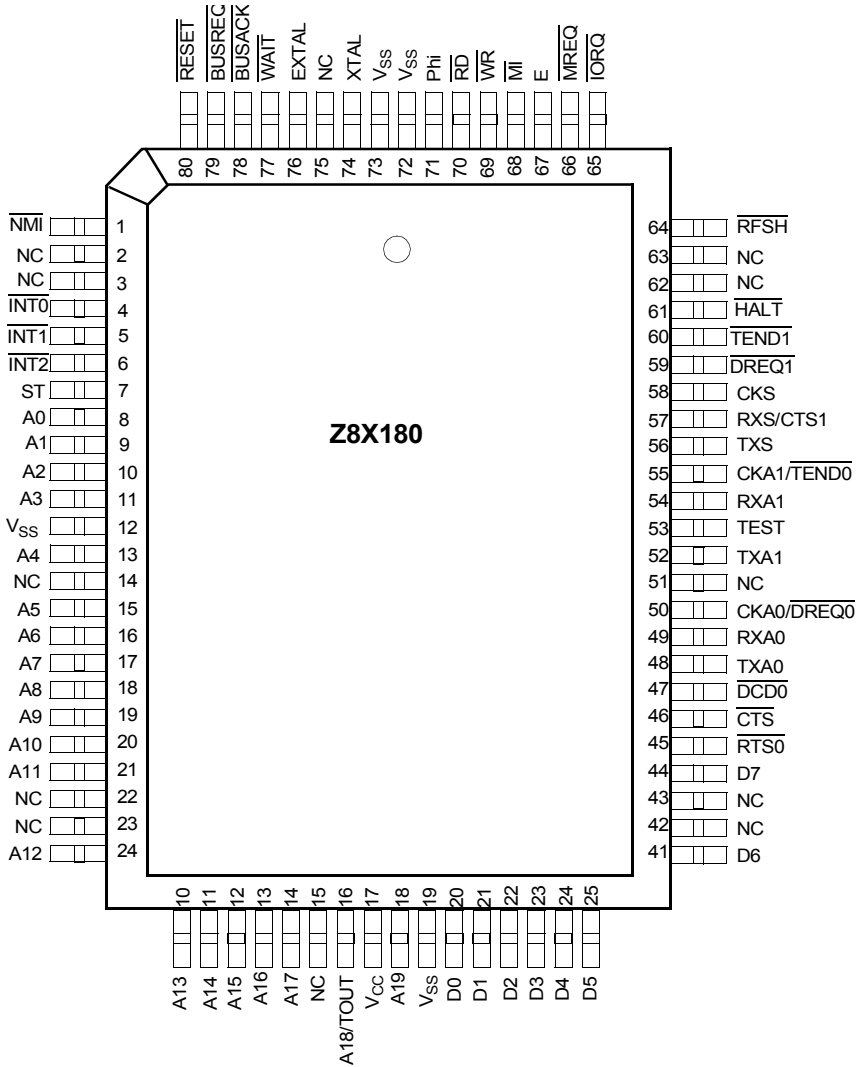 RESET
BUSREQ
BUSACK
WAIT
EXTAL
NC
XTAL
VSS
VSS
Phi
RD
WR
MI
E
MREQ
IORQ
80
79
78
77
76
75
74
73
72
71
70
69
68
67
66
65
NMI 1
NC 2
NC 3
INT0 4
INT1 5
INT2 6
ST 7
A0 8
A1 9
A2 10
A3 11
VSS 12
A4 13
NC 14
A5 15
A6 16
A7 17
A8 18
A9 19
A10 20
A11 21
NC 22
NC 23
A12 24
Z8X180
64 RFSH
63 NC
62 NC
61 HALT
60 TEND1
59 DREQ1
58 CKS
57 RXS/CTS1
56 TXS
55 CKA1/TEND0
54 RXA1
53 TEST
52 TXA1
51 NC
50 CKA0/DREQ0
49 RXA0
48 TXA0
47 DCD0
46 CTS
45 RTS0
44 D7
43 NC
42 NC
41 D6
10
11
12
13
14
15
16
17
18
19
20
21
22
23
24
25
A13
A14
A15
A16
A17
NC
A18/TOUT
VCC
A19
VSS
D0
D1
D2
D3
D4
D5